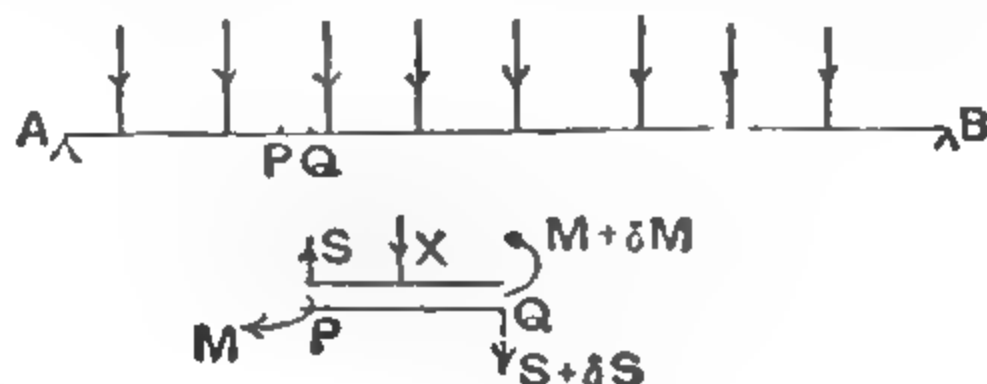 A B
P Q
S X M + δM
M P Q
S + δS